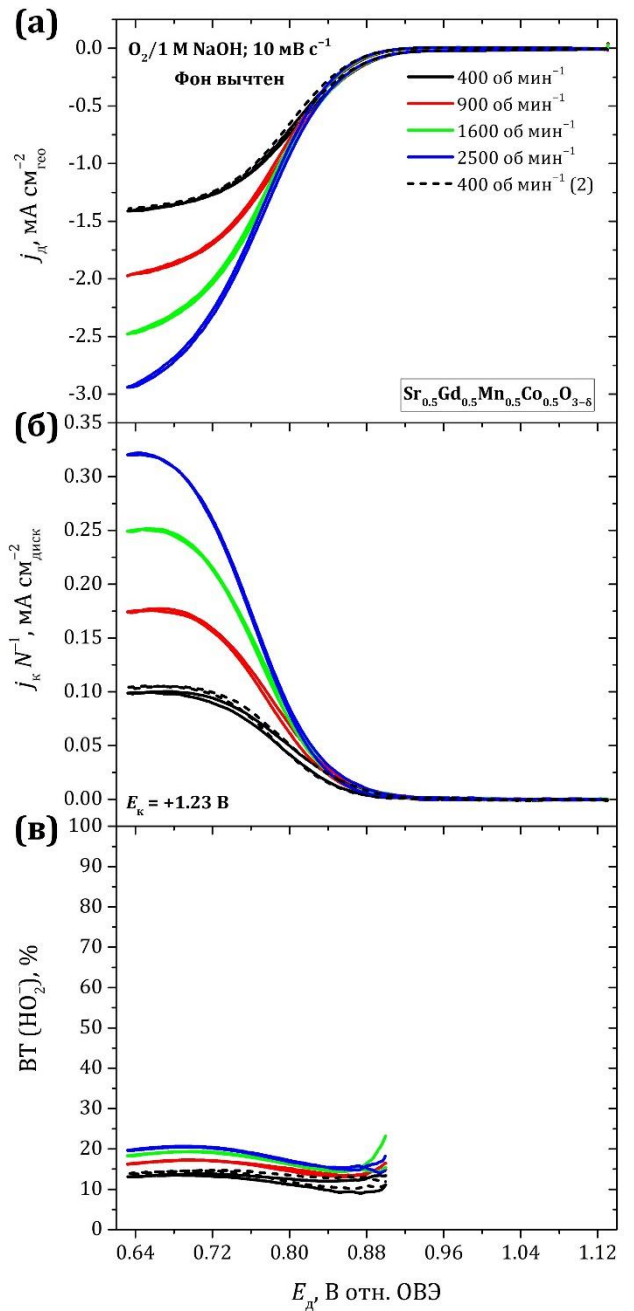 (а)
O₂/1 М NaOH; 10 мВ с⁻¹
Фон вычтен
400 об мин⁻¹
900 об мин⁻¹
1600 об мин⁻¹
2500 об мин⁻¹
400 об мин⁻¹ (2)
0.0
-0.5
-1.0
-1.5
-2.0
-2.5
-3.0
jд, мА см⁻²гео
Sr0.5Gd0.5Mn0.5Co0.5O3−δ
(б)
0.35
0.30
0.25
0.20
0.15
0.10
0.05
0.00
jк N⁻¹, мА см⁻²диск
Eк = +1.23 В
(в)
100
90
80
70
60
50
40
30
20
10
0
ВТ (HO₂⁻), %
0.64 0.72 0.80 0.88 0.96 1.04 1.12
Eд, В отн. ОВЭ